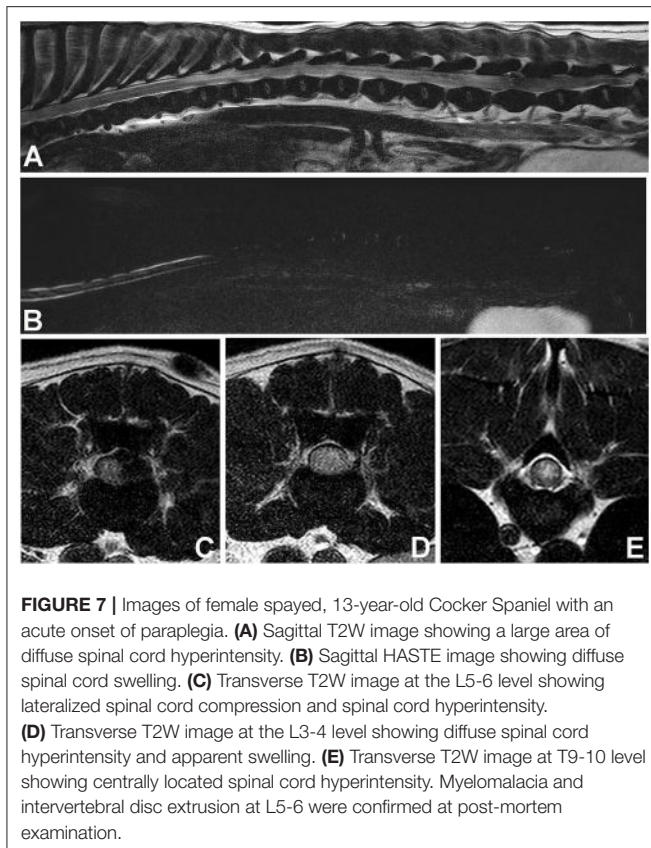 A
B
C
D
E
FIGURE 7 | Images of female spayed, 13-year-old Cocker Spaniel with an
acute onset of paraplegia. (A) Sagittal T2W image showing a large area of
diffuse spinal cord hyperintensity. (B) Sagittal HASTE image showing diffuse
spinal cord swelling. (C) Transverse T2W image at the L5-6 level showing
lateralized spinal cord compression and spinal cord hyperintensity.
(D) Transverse T2W image at the L3-4 level showing diffuse spinal cord
hyperintensity and apparent swelling. (E) Transverse T2W image at T9-10 level
showing centrally located spinal cord hyperintensity. Myelomalacia and
intervertebral disc extrusion at L5-6 were confirmed at post-mortem
examination.